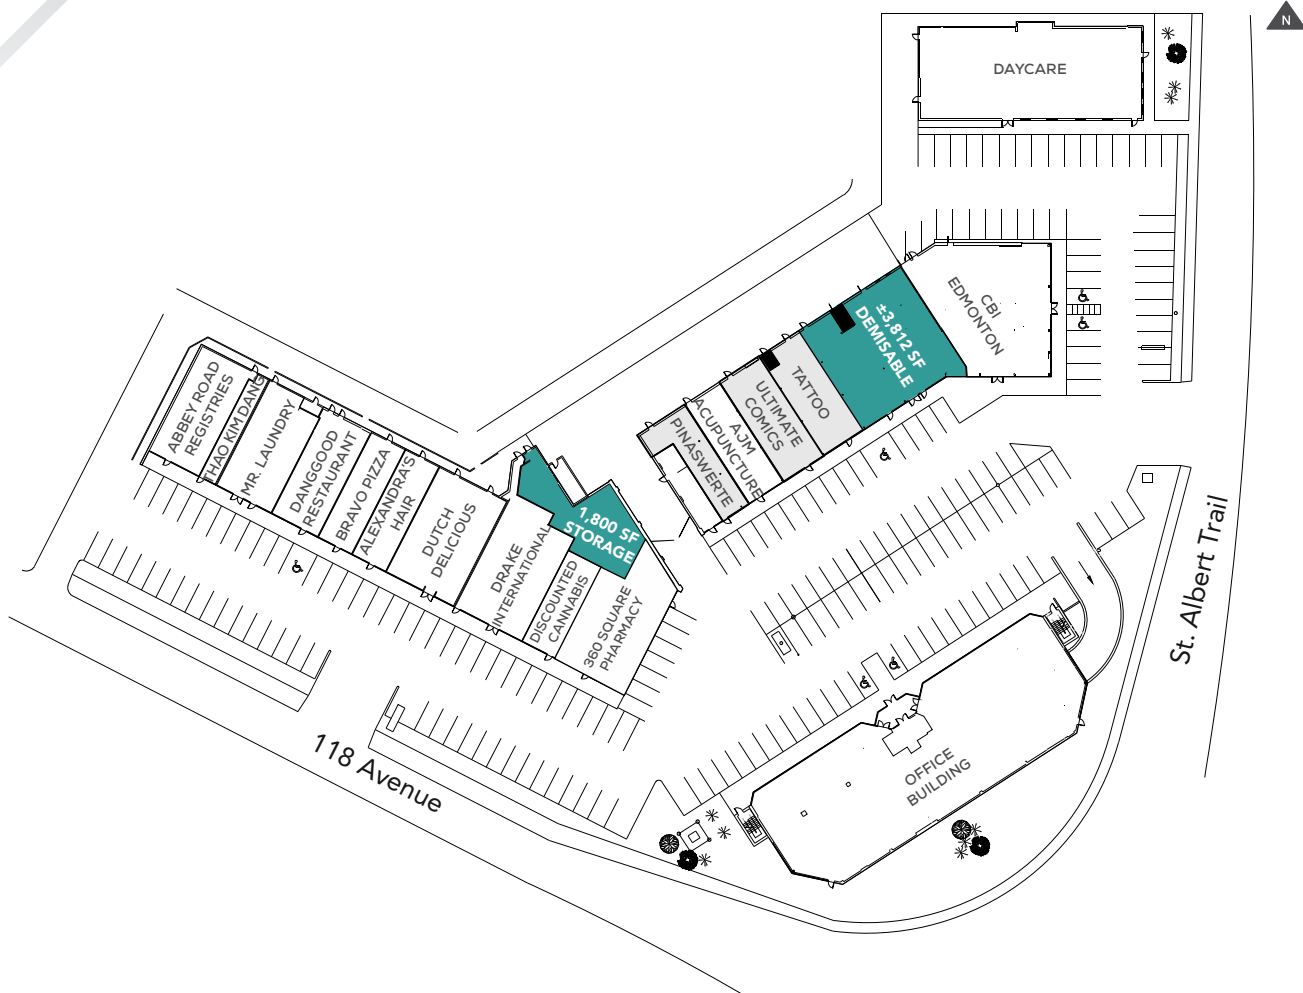 N
DAYCARE
CBI
EDMONTON
±3,812 SF
DEMISABLE
TATTOO
ULTIMATE
COMICS
AJM
ACUPUNCTURE
PINASWERTE
ABBEY ROAD
REGISTRIES
THAO KIM DANG
MR. LAUNDRY
DANGGOOD
RESTAURANT
BRAVO PIZZA
ALEXANDRA'S
HAIR
DUTCH
DELICIOUS
DRAKE
INTERNATIONAL
1,800 SF
STORAGE
DISCOUNTED
CANNABIS
360 SQUARE
PHARMACY
OFFICE
BUILDING
St. Albert Trail
118 Avenue